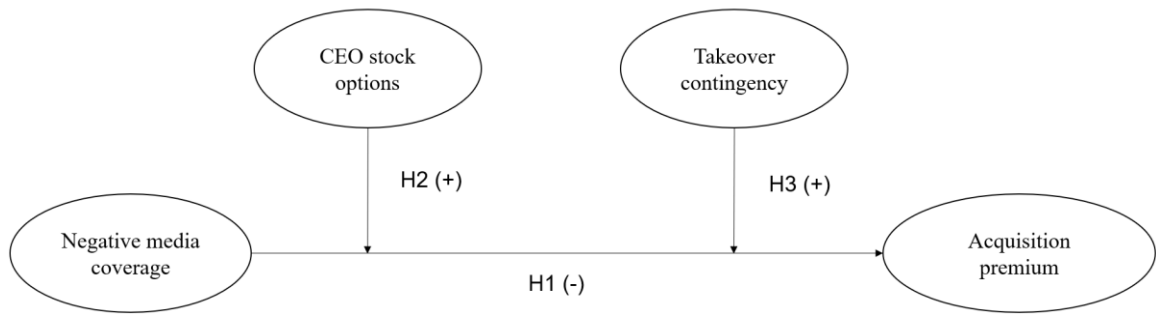 CEO stock
options
Takeover
contingency
H2 (+)
H3 (+)
Negative media
coverage
Acquisition
premium
H1 (-)